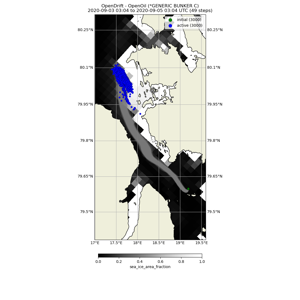 OpenDrift - OpenOil (*GENERIC BUNKER C)
2020-09-03 03:04 to 2020-09-05 03:04 UTC (49 steps)
initial (3000)
active (3000)
80.25°N
80.25°N
80.1°N
80.1°N
79.95°N
79.95°N
79.8°N
79.8°N
79.65°N
79.65°N
79.5°N
79.5°N
17°E 17.5°E 18°E 18.5°E 19°E 19.5°E
0.0 0.2 0.4 0.6 0.8 1.0
sea_ice_area_fraction